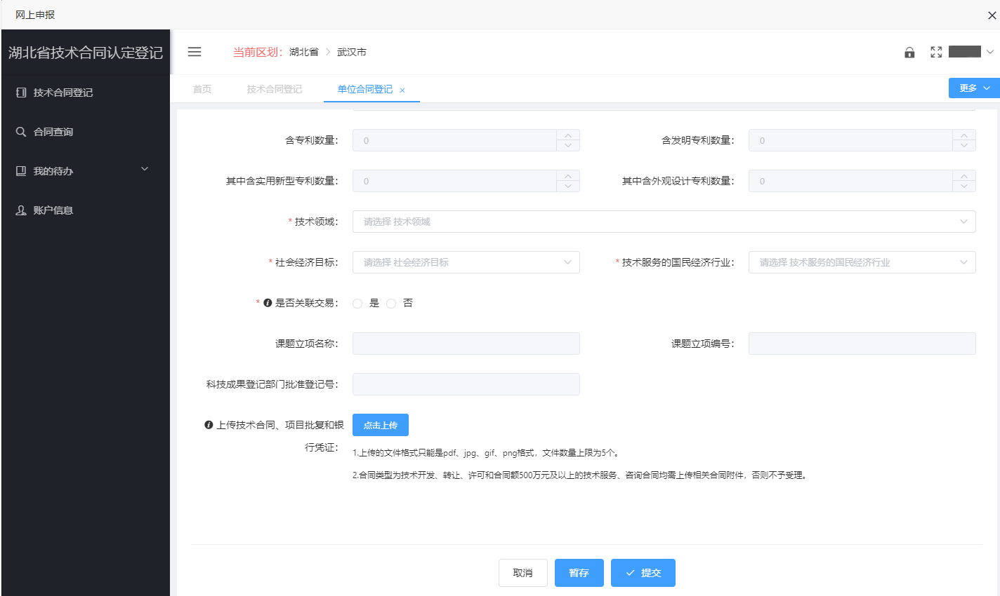 网上申报
湖北省技术合同认定登记
当前区划： 湖北省 > 武汉市
技术合同登记
合同查询
我的待办
账户信息
首页 技术合同登记 单位合同登记 ×
更多
含专利数量： 0 含发明专利数量： 0
其中含实用新型专利数量： 0 其中含外观设计专利数量： 0
* 技术领域： 请选择 技术领域
* 社会经济目标： 请选择 社会经济目标 * 技术服务的国民经济行业： 请选择 技术服务的国民经济行业
* 是否关联交易： 是 否
课题立项名称： 课题立项编号：
科技成果登记部门批准登记号：
上传技术合同、项目批复和银 点击上传
行凭证：
1.上传的文件格式只能是pdf、jpg、gif、png格式，文件数量上限为5个。
2.合同类型为技术开发、转让、许可和合同额500万元及以上的技术服务、咨询合同均需上传相关合同附件，否则不予受理。
取消 暂存 提交